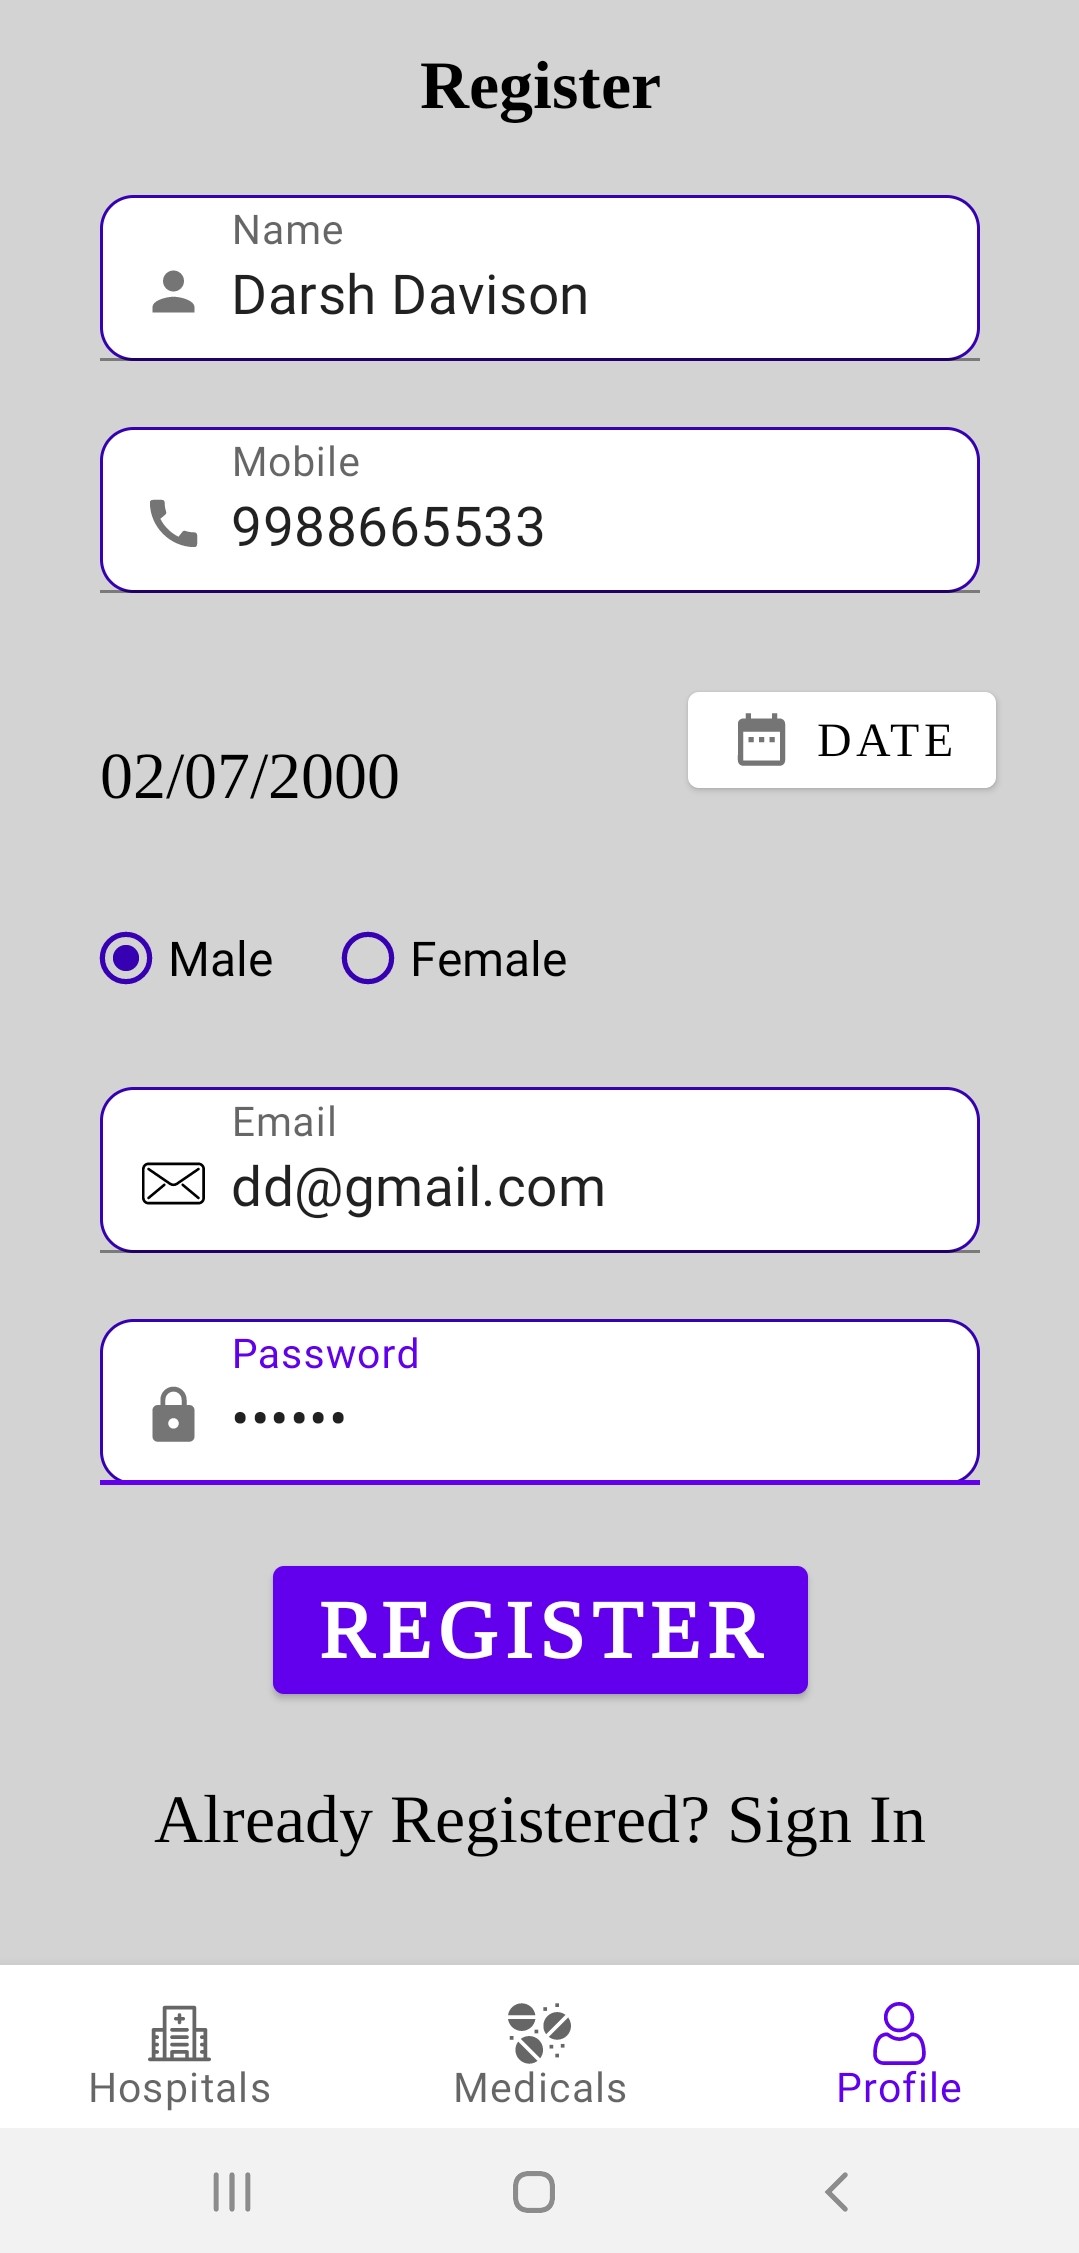 Register
Name
Darsh Davison
Mobile
9988665533
DATE
02/07/2000
Male Female
Email
dd@gmail.com
Password
••••••
REGISTER
Already Registered? Sign In
Hospitals Medicals Profile